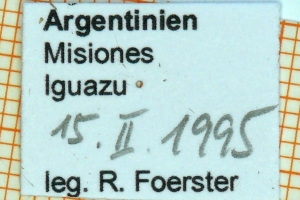 Argentinien
Misiones
Iguazu
15. II. 1995
leg. R. Foerster